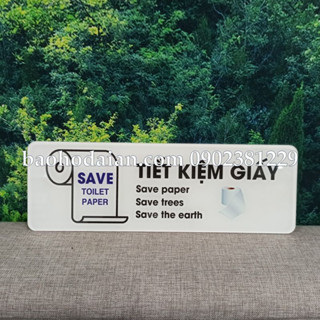 baohodaian.com 0902381229
TIẾT KIỆM GIẤY
SAVE
TOILET
PAPER
Save paper
Save trees
Save the earth